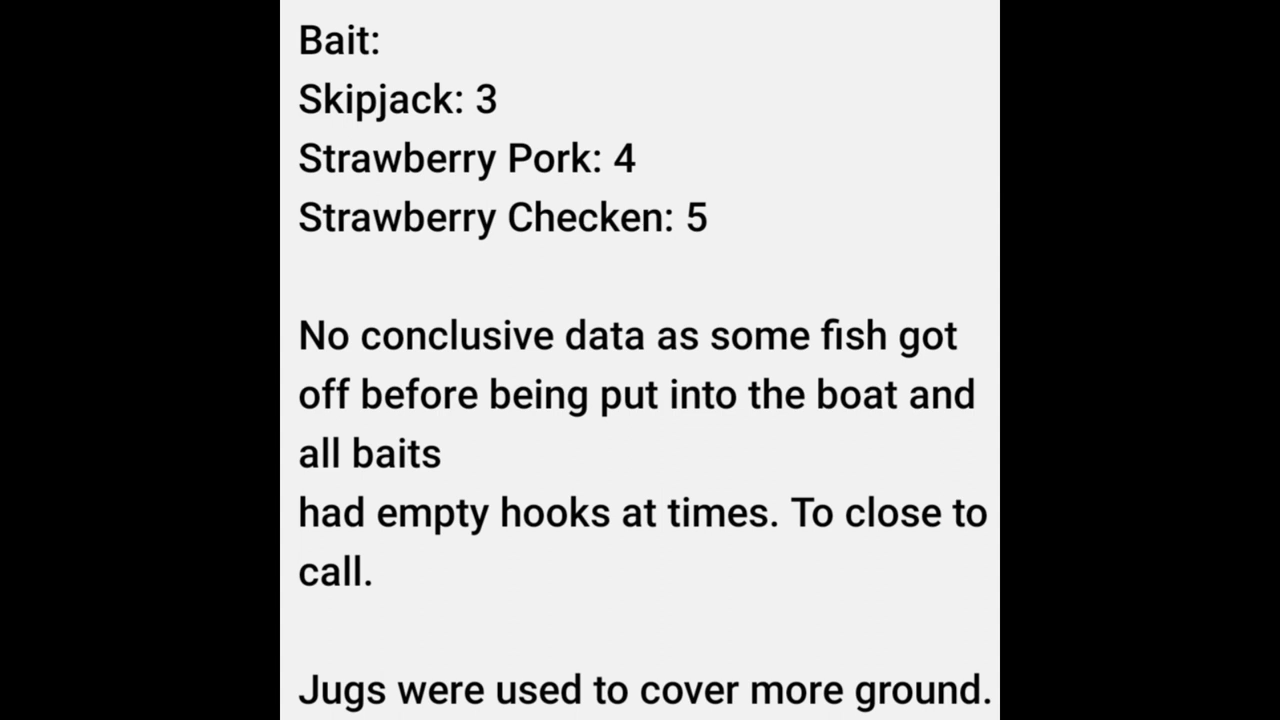 Bait:
Skipjack: 3
Strawberry Pork: 4
Strawberry Checken: 5
No conclusive data as some fish got
off before being put into the boat and
all baits
had empty hooks at times. To close to
call.
Jugs were used to cover more ground.